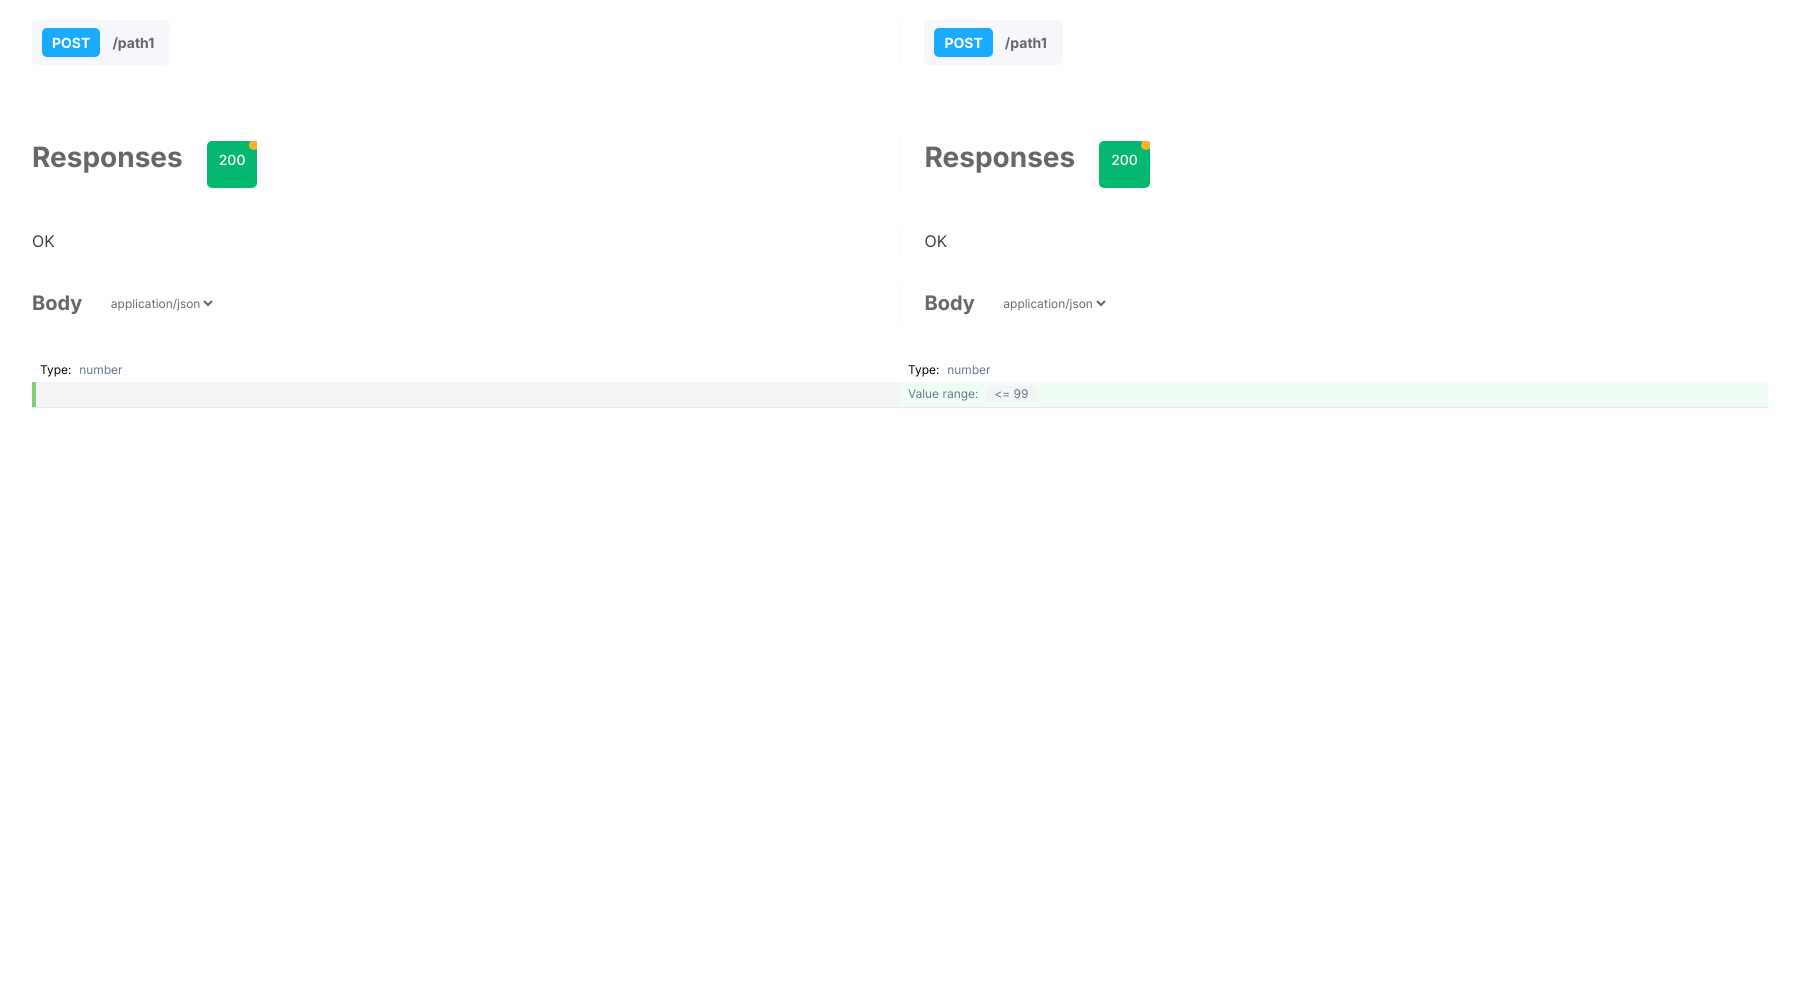 POST /path1 POST /path1
Responses 200 Responses 200
OK OK
Body application/json Body application/json
Type: number Type: number
Value range: <= 99